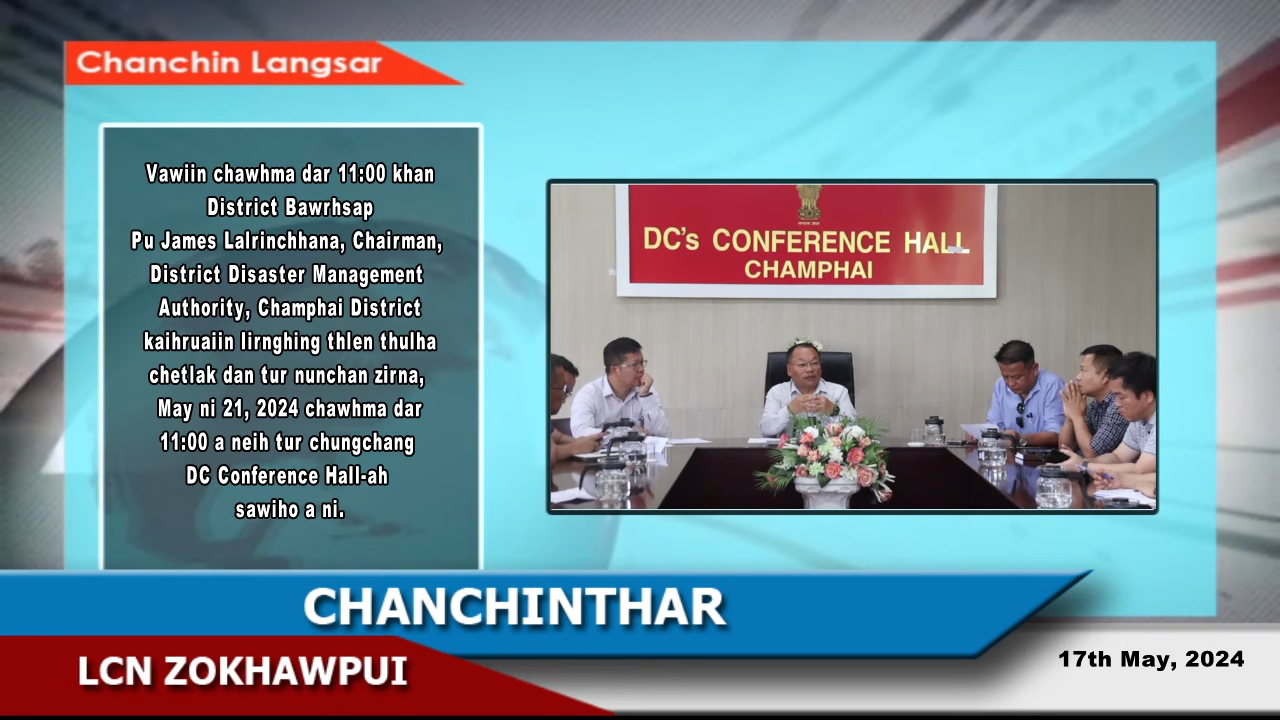 Chanchin Langsar
Vawiin chawhma dar 11:00 khan
District Bawrhsap
Pu James Lalrinchhana, Chairman,
District Disaster Management
Authority, Champhai District
kaihruaiin lirnghing thlen thulha
chetlak dan tur nunchan zirna,
May ni 21, 2024 chawhma dar
11:00 a neih tur chungchang
DC Conference Hall-ah
sawiho a ni.
DC's CONFERENCE HALL
CHAMPHAI
CHANCHINTHAR
LCN ZOKHAWPUI
17th May, 2024